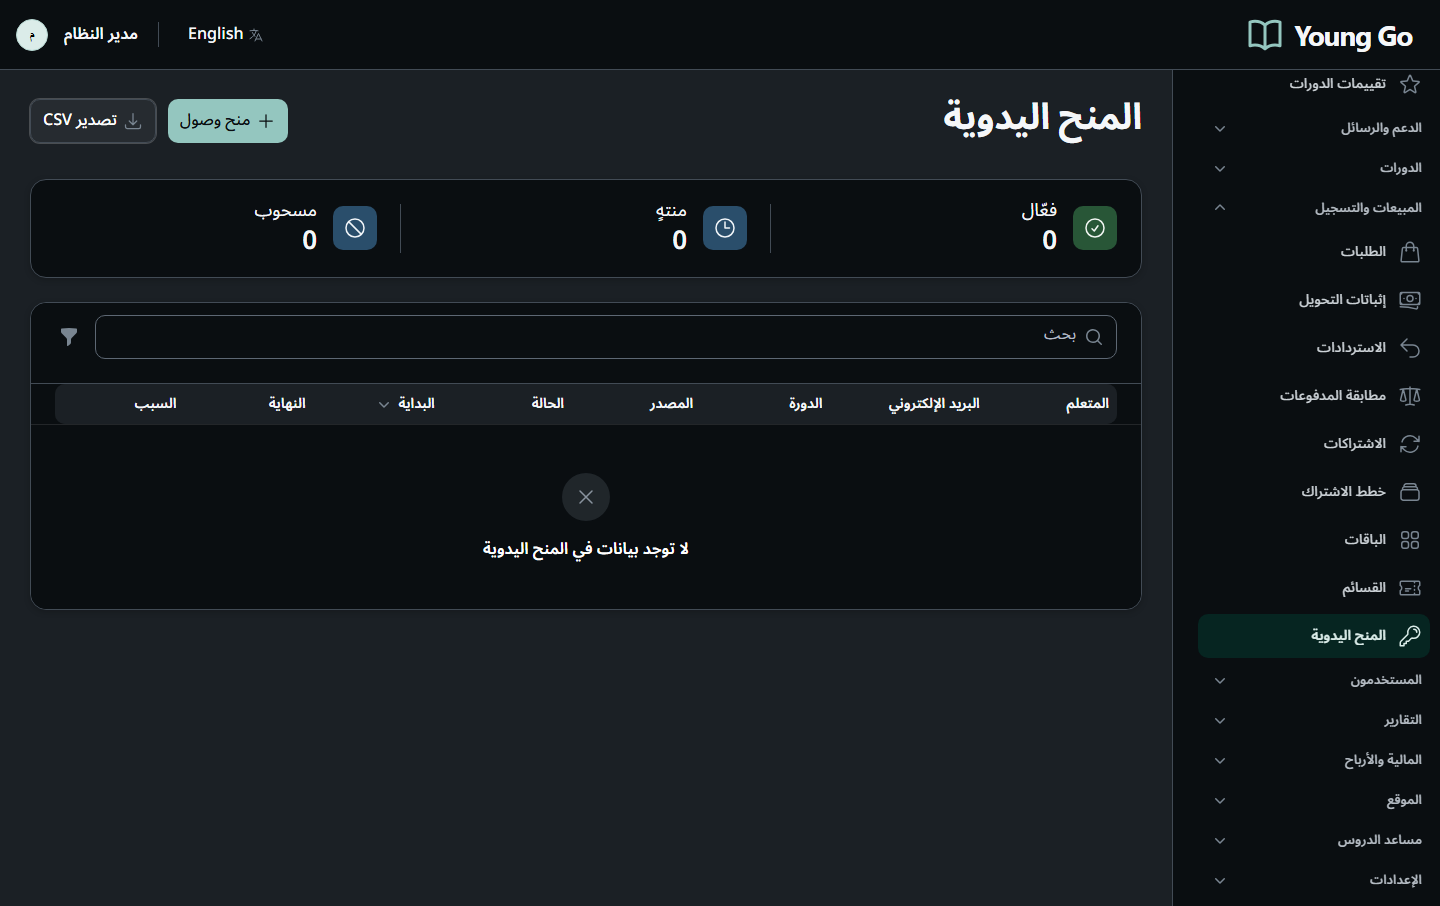 Young Go
English
مدير النظام
م
تقييمات الدورات
الدعم والرسائل
الدورات
المبيعات والتسجيل
الطلبات
إثباتات التحويل
الاستردادات
مطابقة المدفوعات
الاشتراكات
خطط الاشتراك
الباقات
القسائم
المنح اليدوية
المستخدمون
التقارير
المالية والأرباح
الموقع
مساعد الدروس
الإعدادات
المنح اليدوية
منح وصول
تصدير CSV
فعّال
0
منتهٍ
0
مسحوب
0
بحث
المتعلم البريد الإلكتروني الدورة المصدر الحالة البداية النهاية السبب
لا توجد بيانات في المنح اليدوية